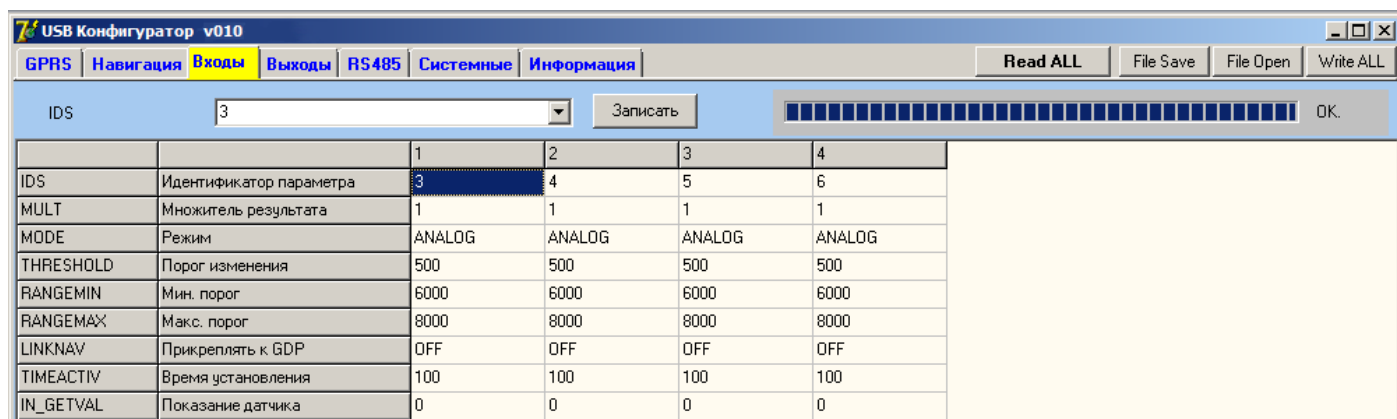 USB Конфигуратор v010
GPRS Навигация Входы Выходы RS485 Системные Информация Read ALL File Save File Open Write ALL
IDS 3 Записать OK.
1 2 3 4
IDS Идентификатор параметра 3 4 5 6
MULT Множитель результата 1 1 1 1
MODE Режим ANALOG ANALOG ANALOG ANALOG
THRESHOLD Порог изменения 500 500 500 500
RANGEMIN Мин. порог 6000 6000 6000 6000
RANGEMAX Макс. порог 8000 8000 8000 8000
LINKNAV Прикреплять к GDP OFF OFF OFF OFF
TIMEACTIV Время установления 100 100 100 100
IN_GETVAL Показание датчика 0 0 0 0